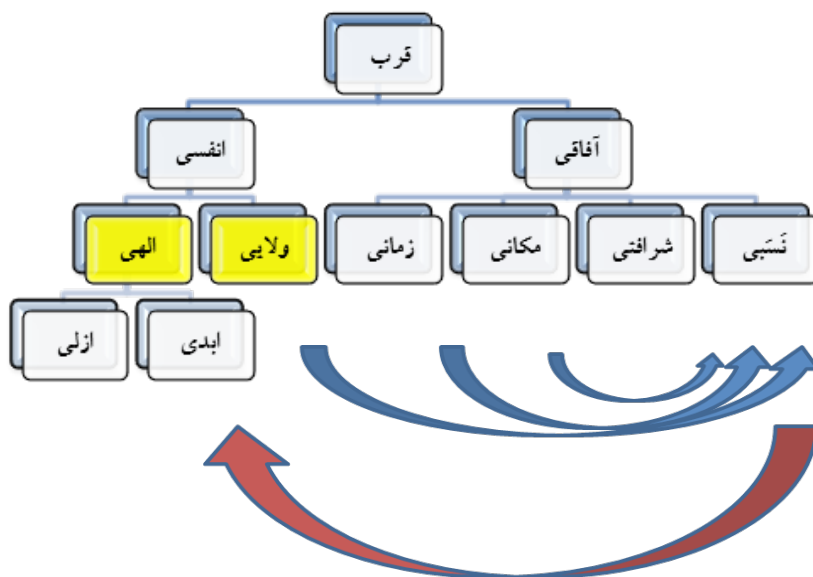 قرب
آفاقی
انفسی
نَسَبی
شرافتی
مکانی
زمانی
ولایی
الهی
ابدی
ازلی